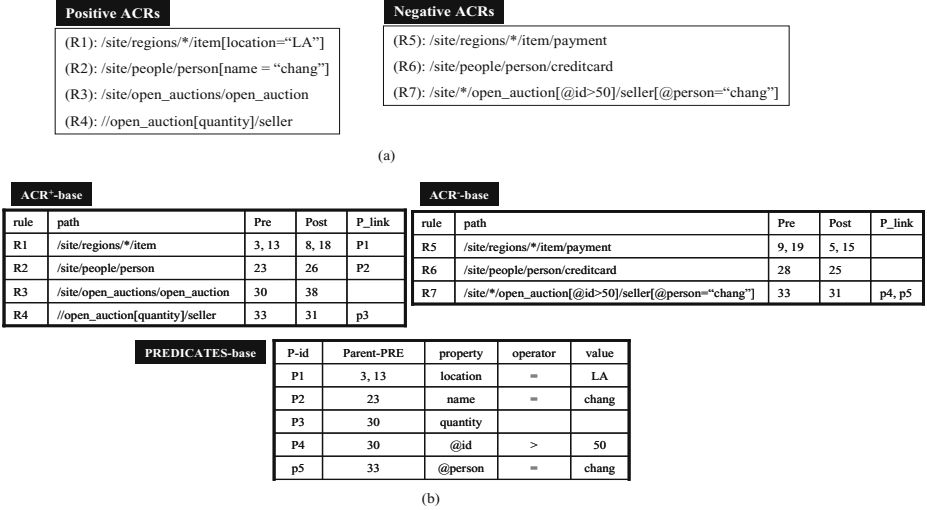 Positive ACRs
(R1): /site/regions/*/item[location=“LA”]
(R2): /site/people/person[name = “chang”]
(R3): /site/open_auctions/open_auction
(R4): //open_auction[quantity]/seller
Negative ACRs
(R5): /site/regions/*/item/payment
(R6): /site/people/person/creditcard
(R7): /site/*/open_auction[@id>50]/seller[@person=“chang”]
(a)
ACR+-base
rule path Pre Post P_link
R1 /site/regions/*/item 3, 13 8, 18 P1
R2 /site/people/person 23 26 P2
R3 /site/open_auctions/open_auction 30 38
R4 //open_auction[quantity]/seller 33 31 p3
ACR--base
rule path Pre Post P_link
R5 /site/regions/*/item/payment 9, 19 5, 15
R6 /site/people/person/creditcard 28 25
R7 /site/*/open_auction[@id>50]/seller[@person=“chang”] 33 31 p4, p5
PREDICATES-base
P-id Parent-PRE property operator value
P1 3, 13 location = LA
P2 23 name = chang
P3 30 quantity
P4 30 @id > 50
p5 33 @person = chang
(b)